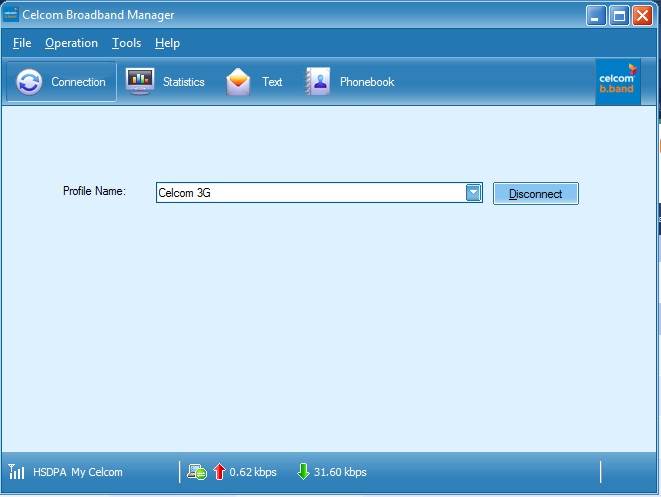 Celcom Broadband Manager
File Operation Tools Help
Connection Statistics Text Phonebook
celcom
b.band
Profile Name: Celcom 3G Disconnect
HSDPA My Celcom 0.62 kbps 31.60 kbps